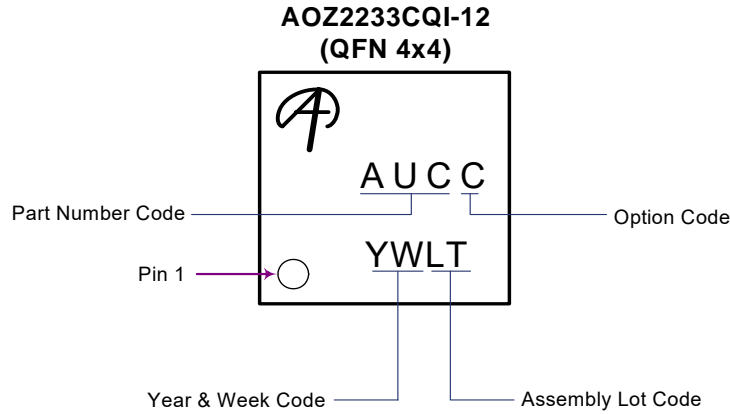 AOZ2233CQI-12
(QFN 4x4)
AUCC
Part Number Code
Option Code
YWLT
Pin 1
Year & Week Code
Assembly Lot Code